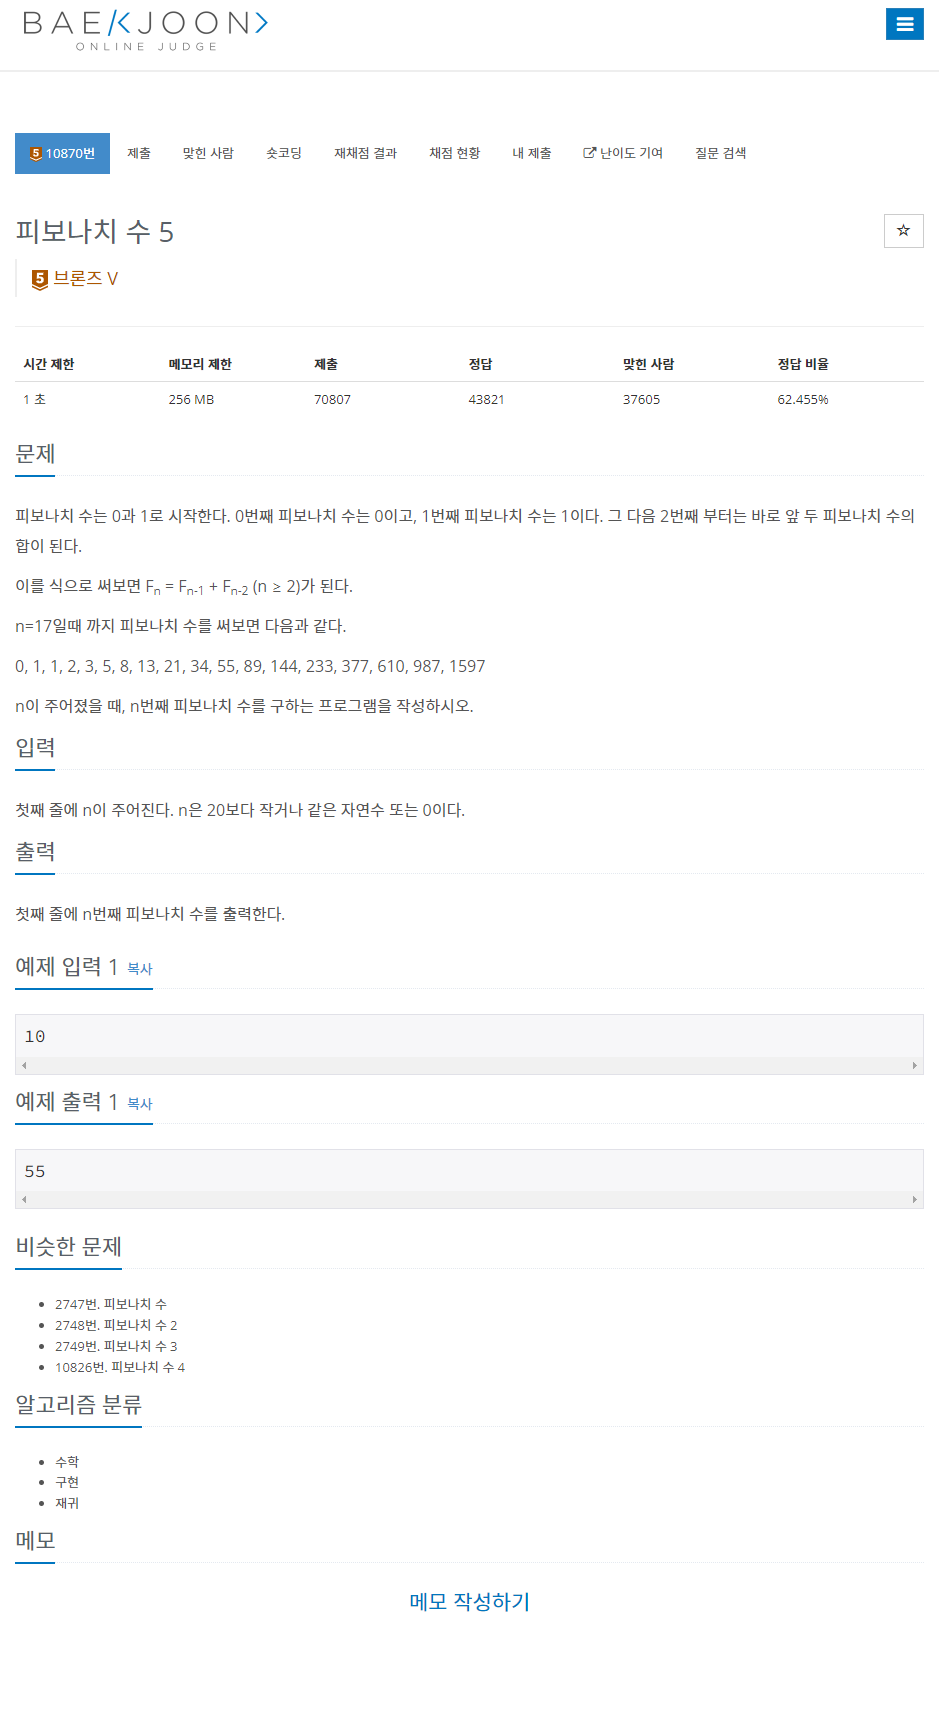 BAEKJOON>
ONLINE JUDGE
5 10870번 제출 맞힌 사람 숏코딩 재채점 결과 채점 현황 내 제출 난이도 기여 질문 검색
피보나치 수 5
☆
5 브론즈 V
시간 제한 메모리 제한 제출 정답 맞힌 사람 정답 비율
1 초 256 MB 70807 43821 37605 62.455%
문제
피보나치 수는 0과 1로 시작한다. 0번째 피보나치 수는 0이고, 1번째 피보나치 수는 1이다. 그 다음 2번째 부터는 바로 앞 두 피보나치 수의
합이 된다.
이를 식으로 써보면 Fn = Fn-1 + Fn-2 (n ≥ 2)가 된다.
n=17일때 까지 피보나치 수를 써보면 다음과 같다.
0, 1, 1, 2, 3, 5, 8, 13, 21, 34, 55, 89, 144, 233, 377, 610, 987, 1597
n이 주어졌을 때, n번째 피보나치 수를 구하는 프로그램을 작성하시오.
입력
첫째 줄에 n이 주어진다. n은 20보다 작거나 같은 자연수 또는 0이다.
출력
첫째 줄에 n번째 피보나치 수를 출력한다.
예제 입력 1 복사
10
예제 출력 1 복사
55
비슷한 문제
2747번. 피보나치 수
2748번. 피보나치 수 2
2749번. 피보나치 수 3
10826번. 피보나치 수 4
알고리즘 분류
수학
구현
재귀
메모
메모 작성하기